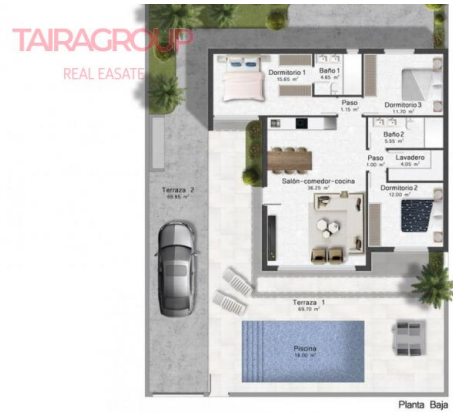 TAIRAGROUP
REAL EASATE
Dormitorio 1
15.65 m²
Baño 1
4.65 m²
Paso
1.15 m²
Dormitorio 3
11.70 m²
Baño 2
5.55 m²
Paso
1.00 m²
Lavadero
4.05 m²
Salón-comedor-cocina
36.75 m²
Dormitorio 2
12.00 m²
Terraza 2
Terraza 1
69.70 m²
Piscina
18.00 m²
Planta Baja